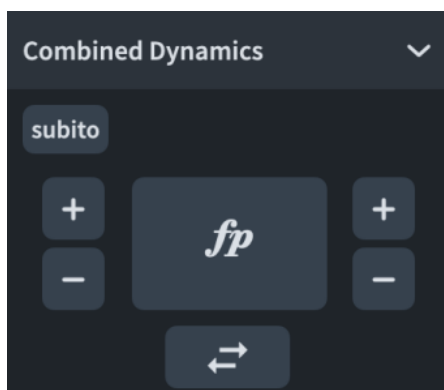 Combined Dynamics
subito
+ fp +
− −